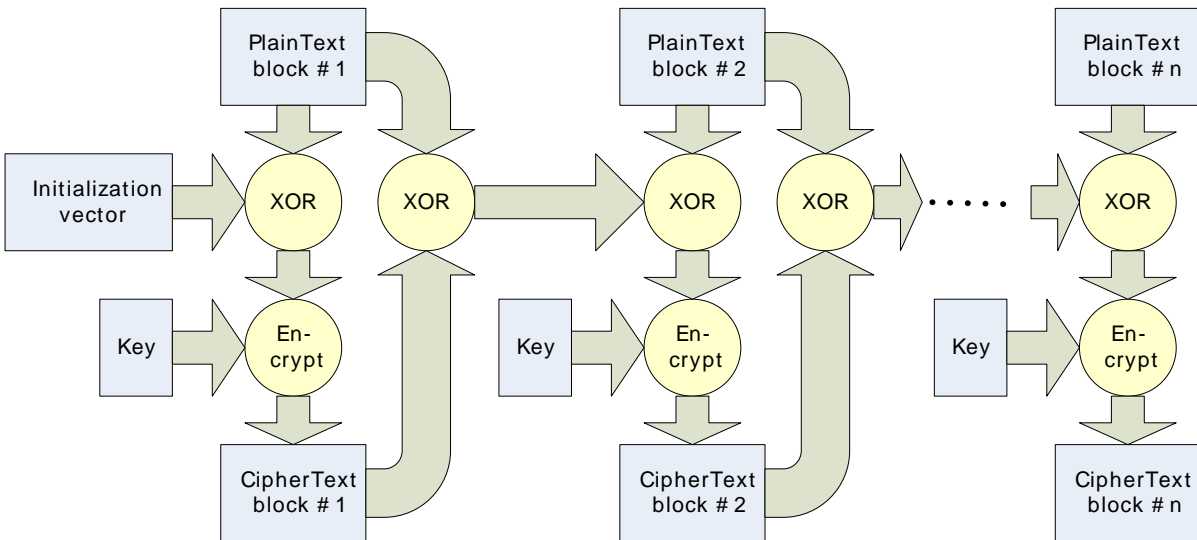 PlainText
block # 1
PlainText
block # 2
PlainText
block # n
Initialization
vector
XOR
XOR
XOR
XOR
.....
XOR
Key
En-
crypt
Key
En-
crypt
Key
En-
crypt
CipherText
block # 1
CipherText
block # 2
CipherText
block # n